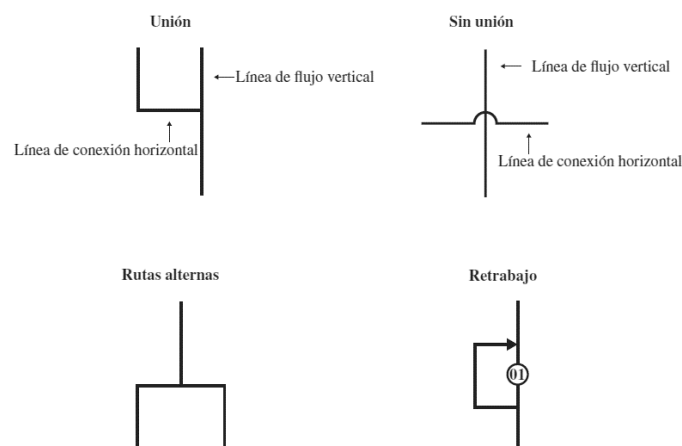 Unión
Sin unión
Línea de flujo vertical
Línea de flujo vertical
Línea de conexión horizontal
Línea de conexión horizontal
Rutas alternas
Retrabajo
01